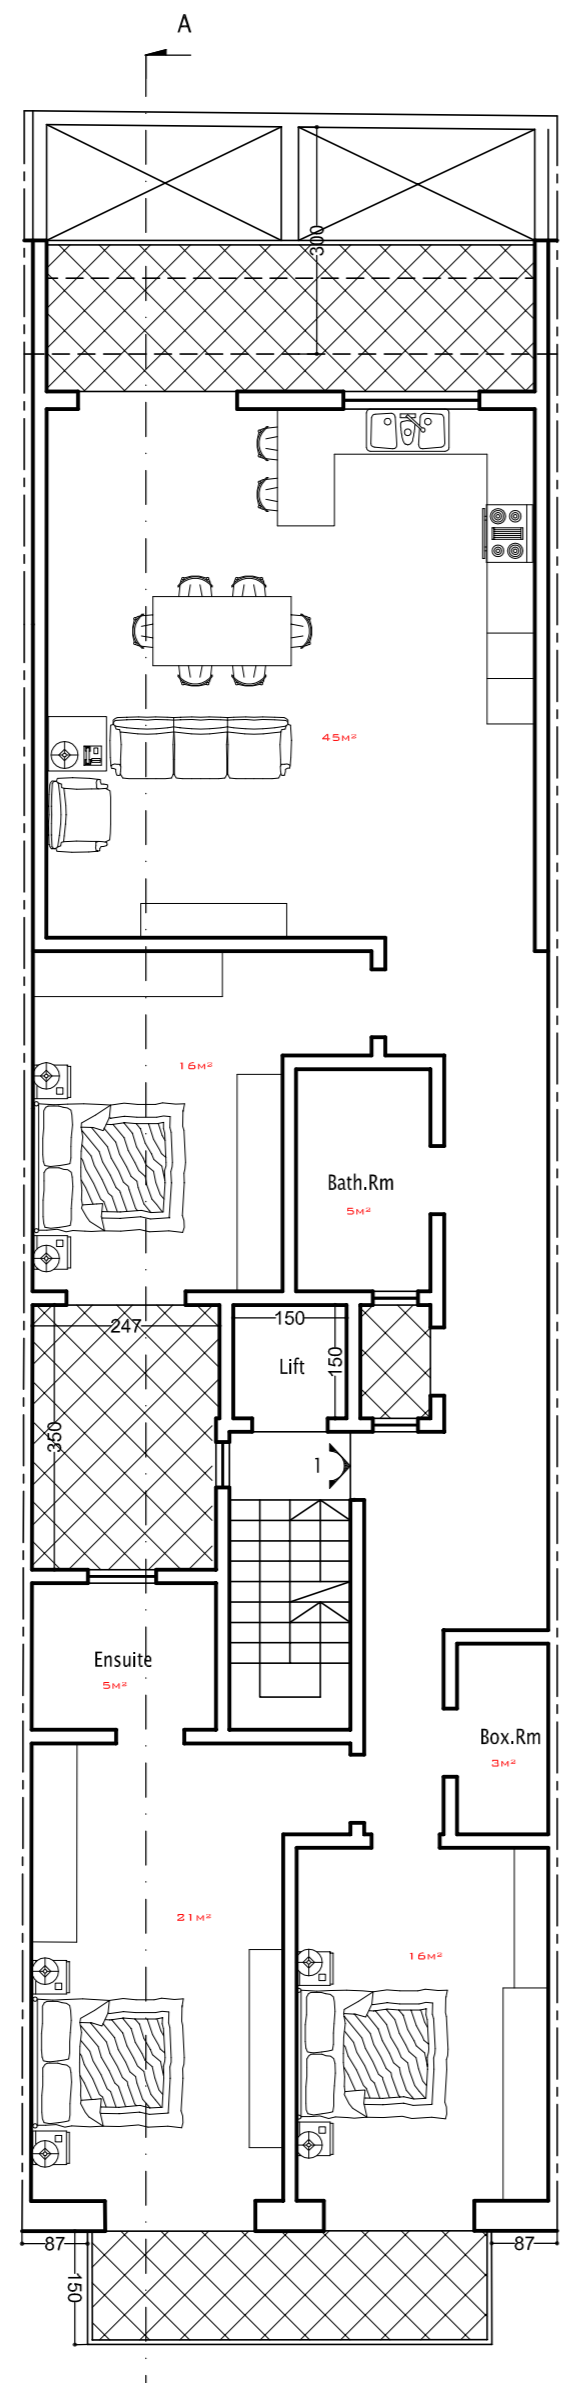 A
300
45M²
16M²
Bath.Rm
5M²
247
150
Lift
150
350
1
Ensuite
5M²
Box.Rm
3M²
21M²
16M²
87
87
150